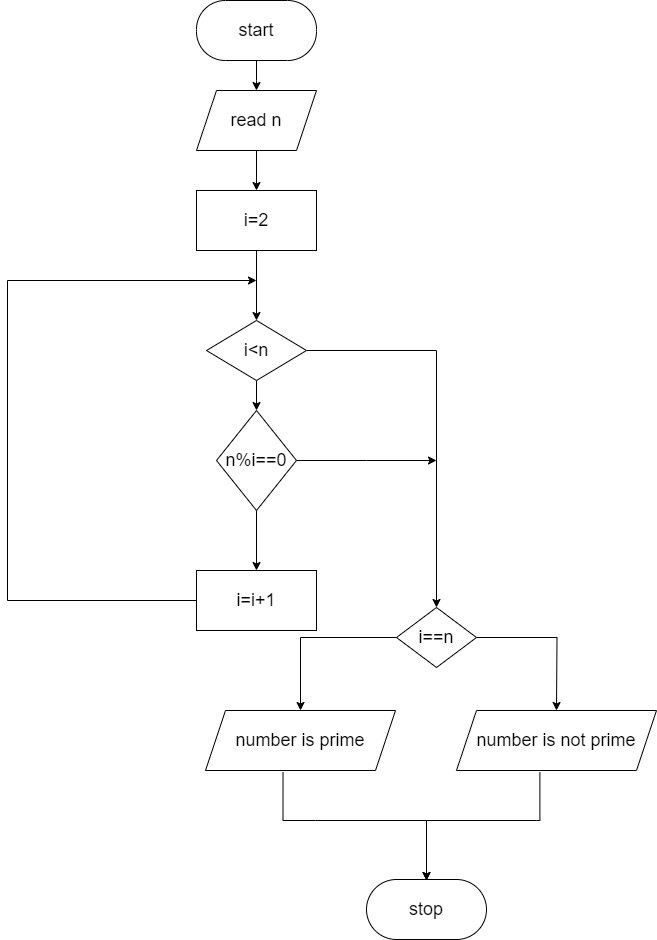 start
read n
i=2
i<n
n%i==0
i=i+1
i==n
number is prime
number is not prime
stop